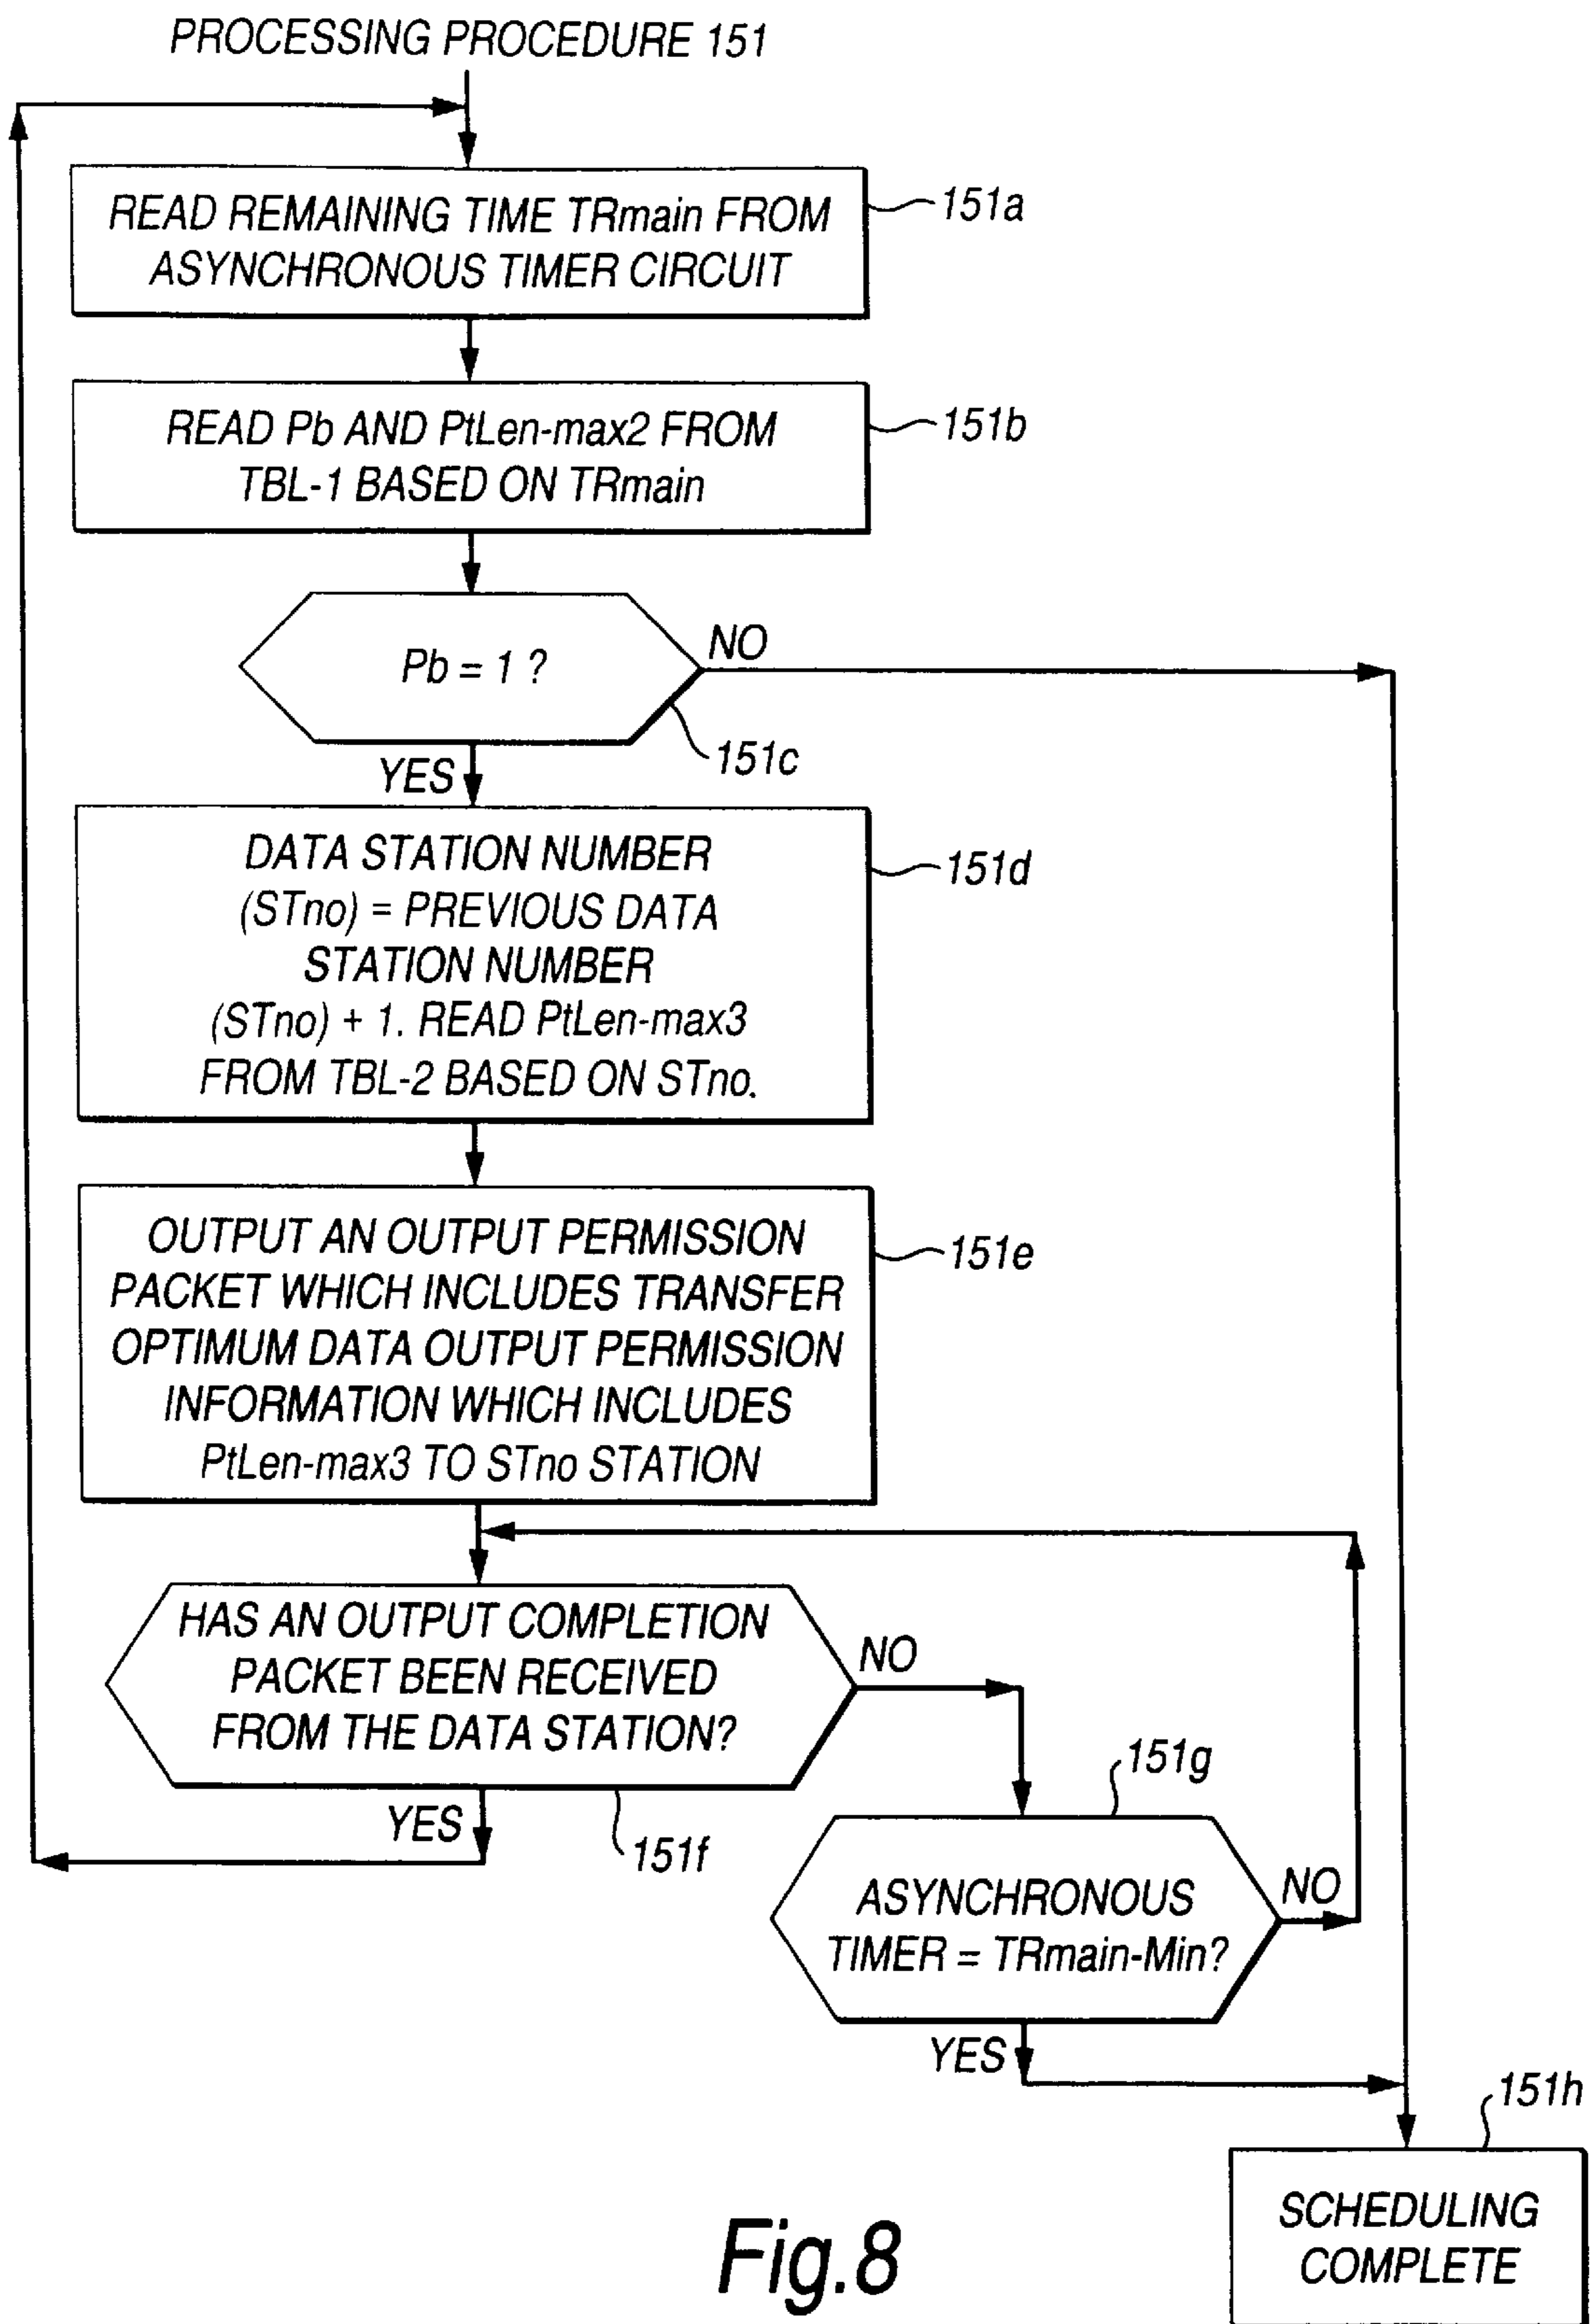 PROCESSING PROCEDURE 151
READ REMAINING TIME TRmain FROM
ASYNCHRONOUS TIMER CIRCUIT
151a
READ Pb AND PtLen-max2 FROM
TBL-1 BASED ON TRmain
151b
Pb = 1 ?
NO
151c
YES
DATA STATION NUMBER
(STno) = PREVIOUS DATA
STATION NUMBER
(STno) + 1. READ PtLen-max3
FROM TBL-2 BASED ON STno.
151d
OUTPUT AN OUTPUT PERMISSION
PACKET WHICH INCLUDES TRANSFER
OPTIMUM DATA OUTPUT PERMISSION
INFORMATION WHICH INCLUDES
PtLen-max3 TO STno STATION
151e
HAS AN OUTPUT COMPLETION
PACKET BEEN RECEIVED
FROM THE DATA STATION?
NO
YES
151f
151g
ASYNCHRONOUS
TIMER = TRmain-Min?
NO
YES
151h
SCHEDULING
COMPLETE
Fig.8